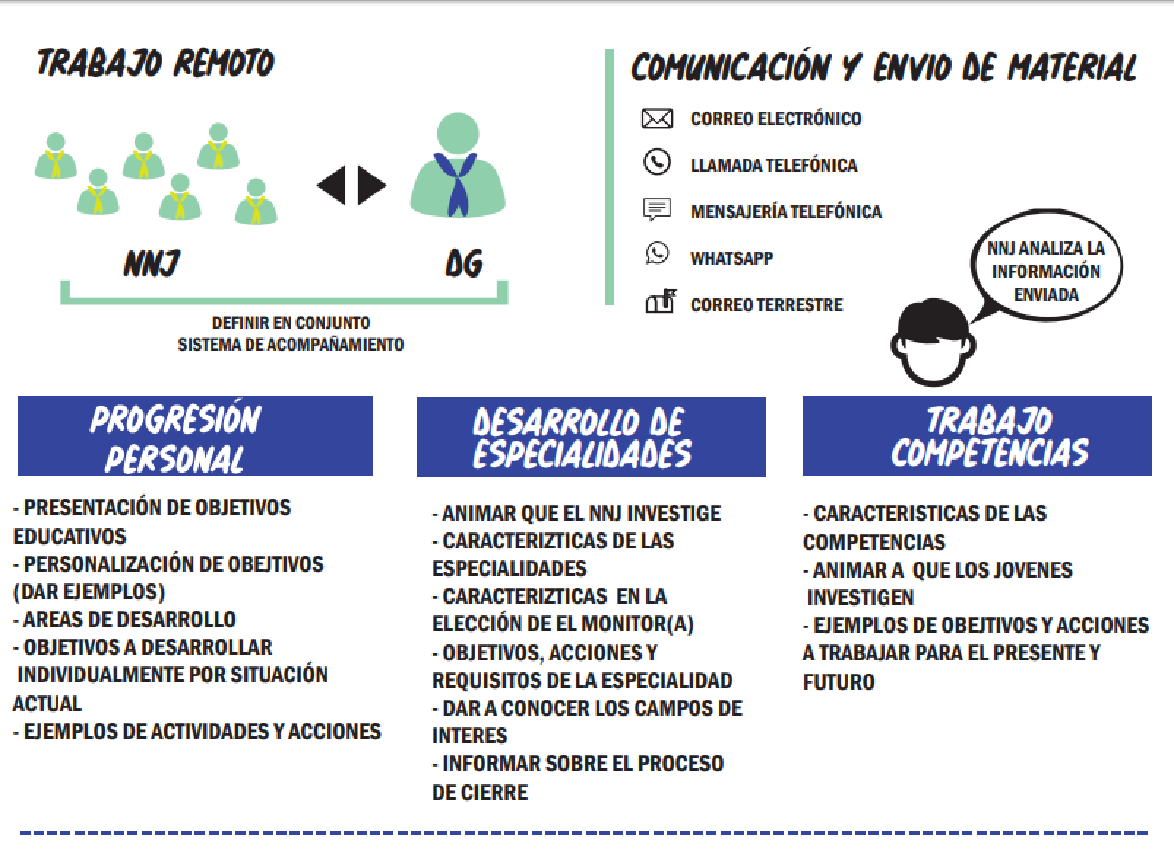 TRABAJO REMOTO
NNJ
DG
DEFINIR EN CONJUNTO
SISTEMA DE ACOMPAÑAMIENTO
COMUNICACIÓN Y ENVIO DE MATERIAL
CORREO ELECTRÓNICO
LLAMADA TELEFÓNICA
MENSAJERÍA TELEFÓNICA
WHATSAPP
CORREO TERRESTRE
NNJ ANALIZA LA
INFORMACIÓN
ENVIADA
PROGRESIÓN
PERSONAL
- PRESENTACIÓN DE OBJETIVOS
EDUCATIVOS
- PERSONALIZACIÓN DE OBEJTIVOS
(DAR EJEMPLOS)
- AREAS DE DESARROLLO
- OBJETIVOS A DESARROLLAR
INDIVIDUALMENTE POR SITUACIÓN
ACTUAL
- EJEMPLOS DE ACTIVIDADES Y ACCIONES
DESARROLLO DE
ESPECIALIDADES
- ANIMAR QUE EL NNJ INVESTIGE
- CARACTERIZTICAS DE LAS
ESPECIALIDADES
- CARACTERIZTICAS EN LA
ELECCIÓN DE EL MONITOR(A)
- OBJETIVOS, ACCIONES Y
REQUISITOS DE LA ESPECIALIDAD
- DAR A CONOCER LOS CAMPOS DE
INTERES
- INFORMAR SOBRE EL PROCESO
DE CIERRE
TRABAJO
COMPETENCIAS
- CARACTERISTICAS DE LAS
COMPETENCIAS
- ANIMAR A QUE LOS JOVENES
INVESTIGEN
- EJEMPLOS DE OBEJTIVOS Y ACCIONES
A TRABAJAR PARA EL PRESENTE Y
FUTURO